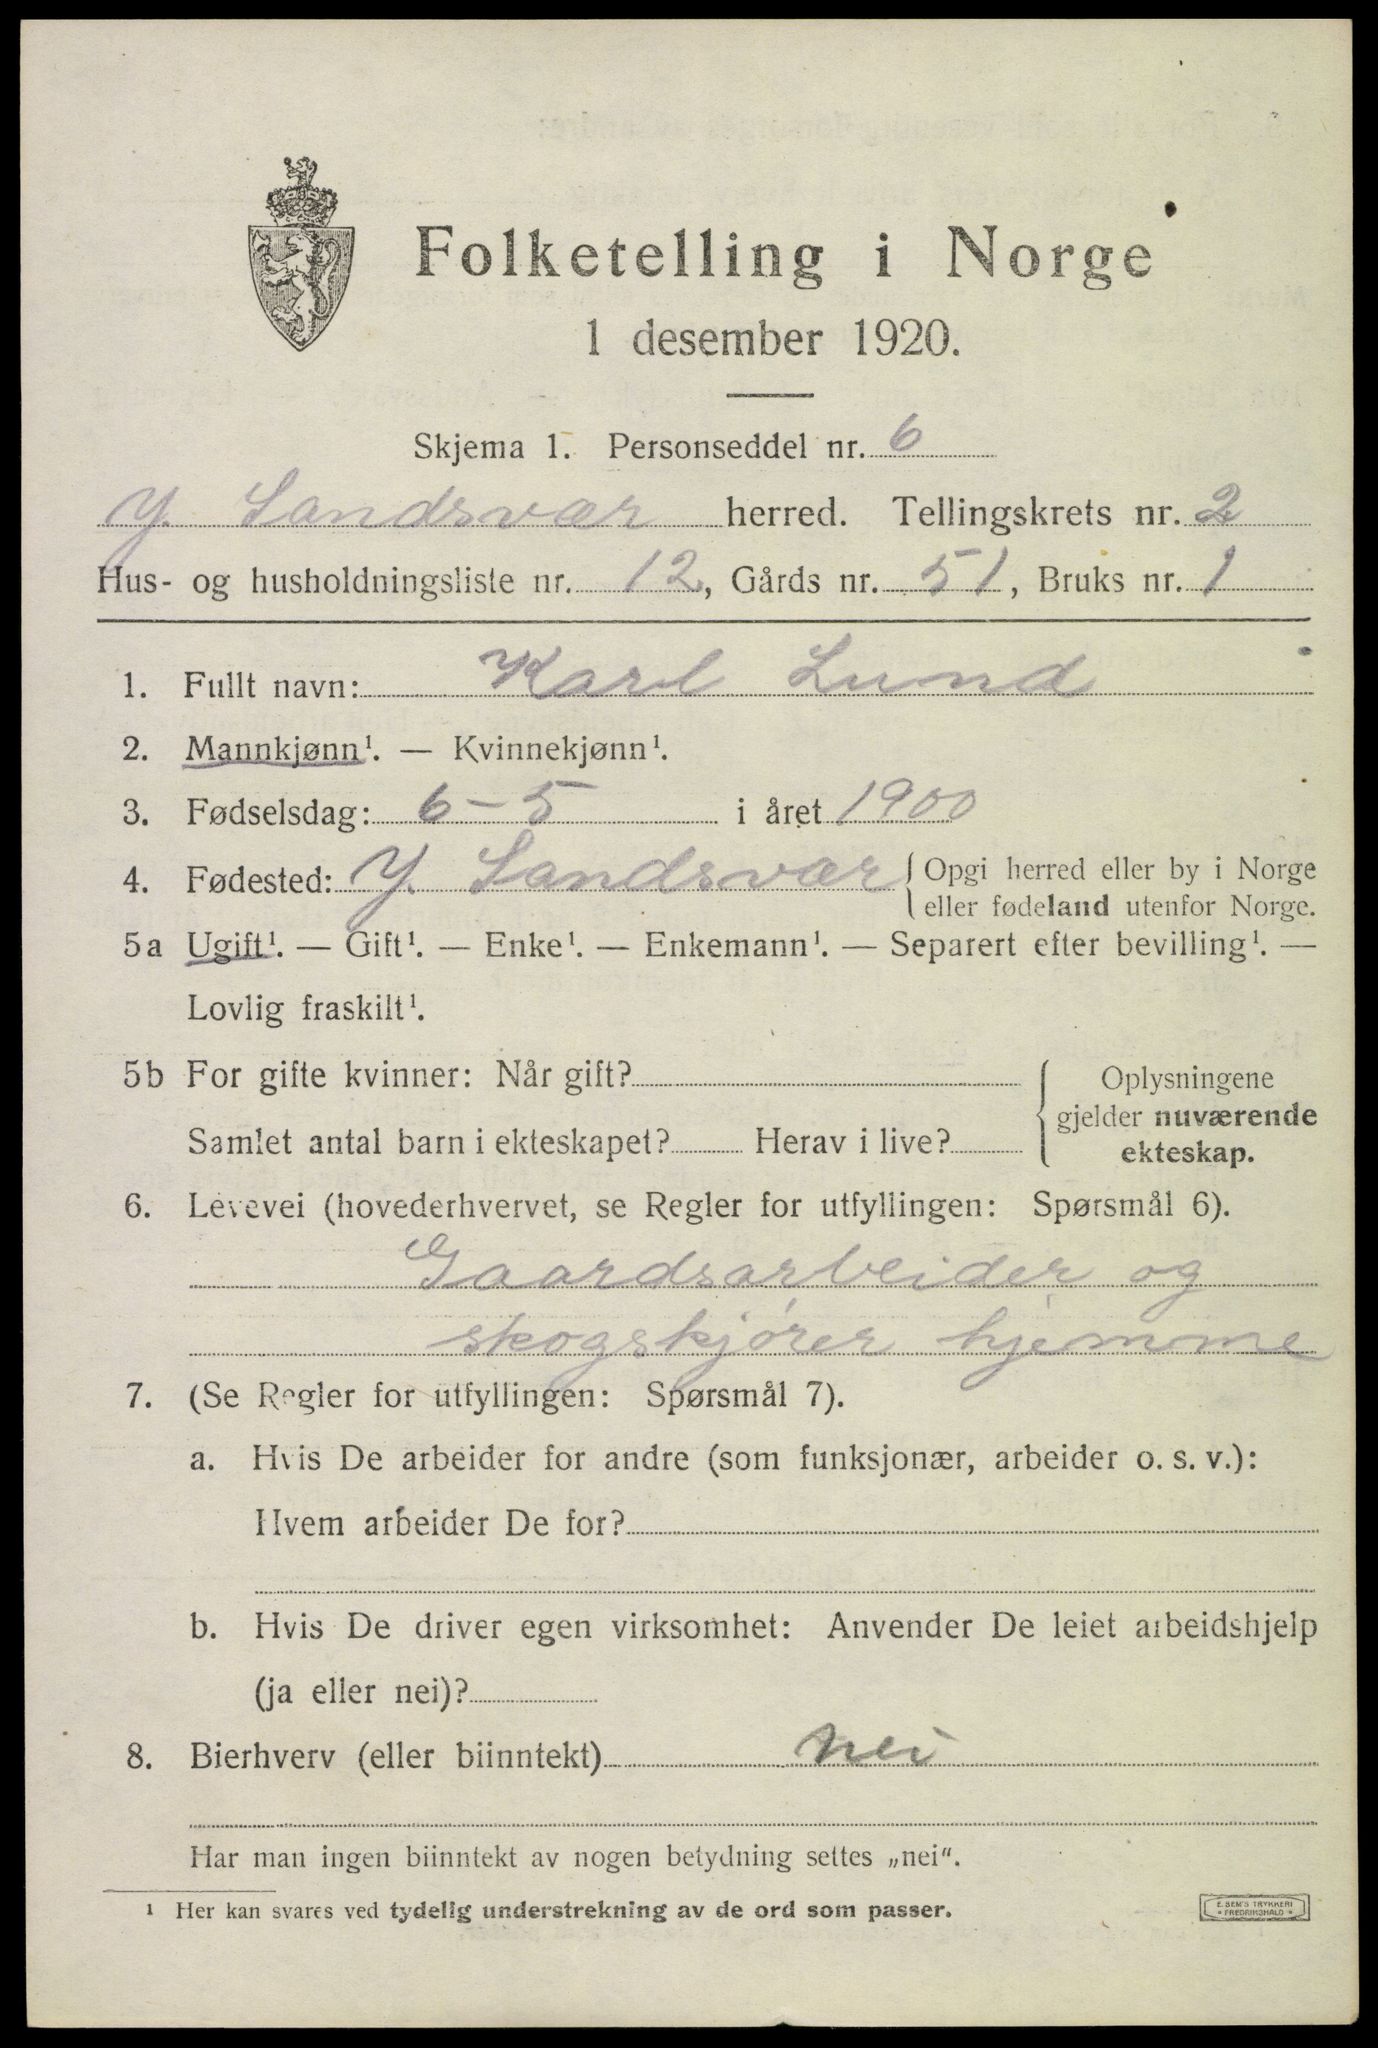 Folketelling i Norge
1 desember 1920.
Skjema 1. Personseddel nr. 6
Y. Sandsvær herred. Tellingskrets nr. 2
Hus- og husholdningsliste nr. 12, Gårds nr. 51, Bruks nr. 1
1. Fullt navn: Karl Lund
2. Mannkjønn¹. — Kvinnekjønn¹.
3. Fødselsdag: 6-5 i året 1900
4. Fødested: Y. Sandsvær { Opgi herred eller by i Norge
eller fødeland utenfor Norge.
5a Ugift¹. — Gift¹. — Enke¹. — Enkemann¹. — Separert efter bevilling¹. —
Lovlig fraskilt¹.
5b For gifte kvinner: Når gift? { Oplysningene
gjelder nuværende
Samlet antal barn i ekteskapet? Herav i live? ekteskap.
6. Levevei (hovederhvervet, se Regler for utfyllingen: Spørsmål 6).
Gaardsarbeider og
skogskjører hjemme
7. (Se Regler for utfyllingen: Spørsmål 7).
a. Hvis De arbeider for andre (som funksjonær, arbeider o. s. v.):
Hvem arbeider De for?
b. Hvis De driver egen virksomhet: Anvender De leiet arbeidshjelp
(ja eller nei)?
8. Bierhverv (eller biinntekt) nei
Har man ingen biinntekt av nogen betydning settes „nei“.
¹ Her kan svares ved tydelig understrekning av de ord som passer.
E. SEM'S TRYKKERI
* FREDRIKSHALD *